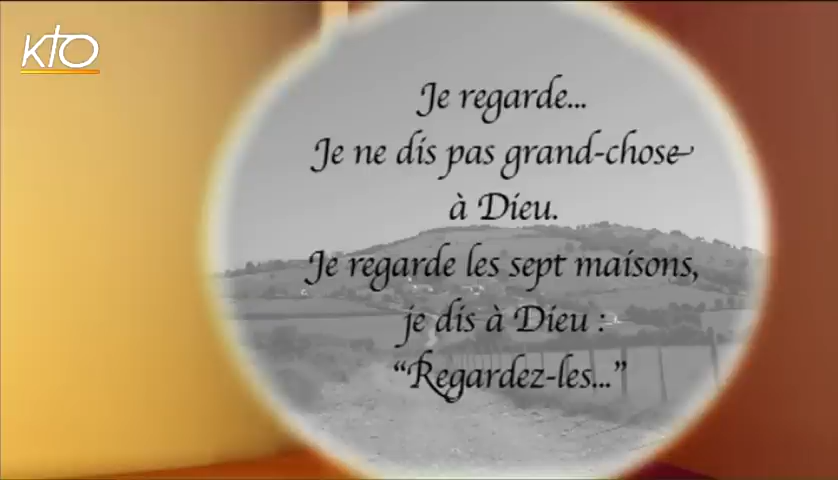 KTO
Je regarde...
Je ne dis pas grand-chose
à Dieu.
Je regarde les sept maisons,
je dis à Dieu :
“Regardez-les...”